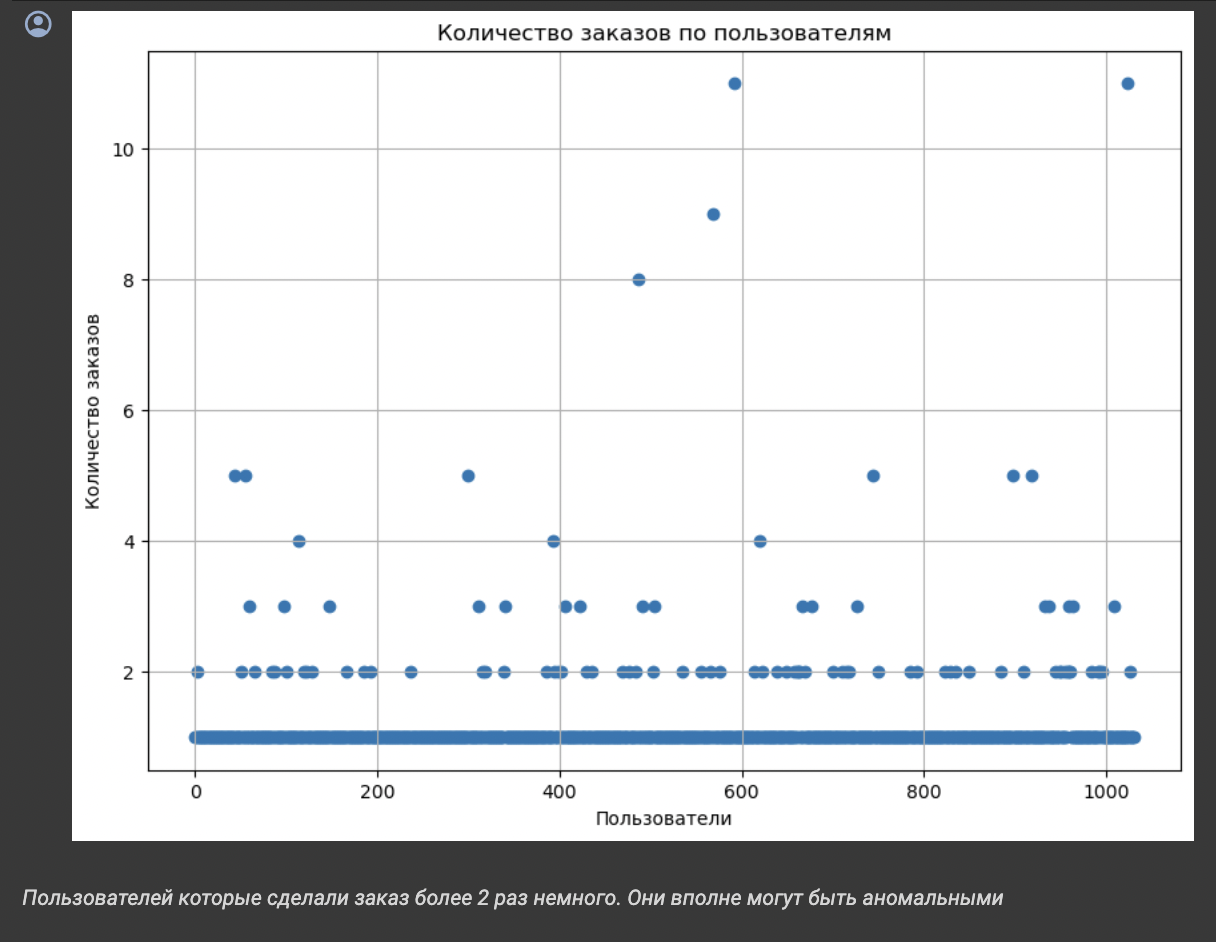 Количество заказов по пользователям
10
8
6
4
2
Количество заказов
0 200 400 600 800 1000
Пользователи
Пользователей которые сделали заказ более 2 раз немного. Они вполне могут быть аномальными